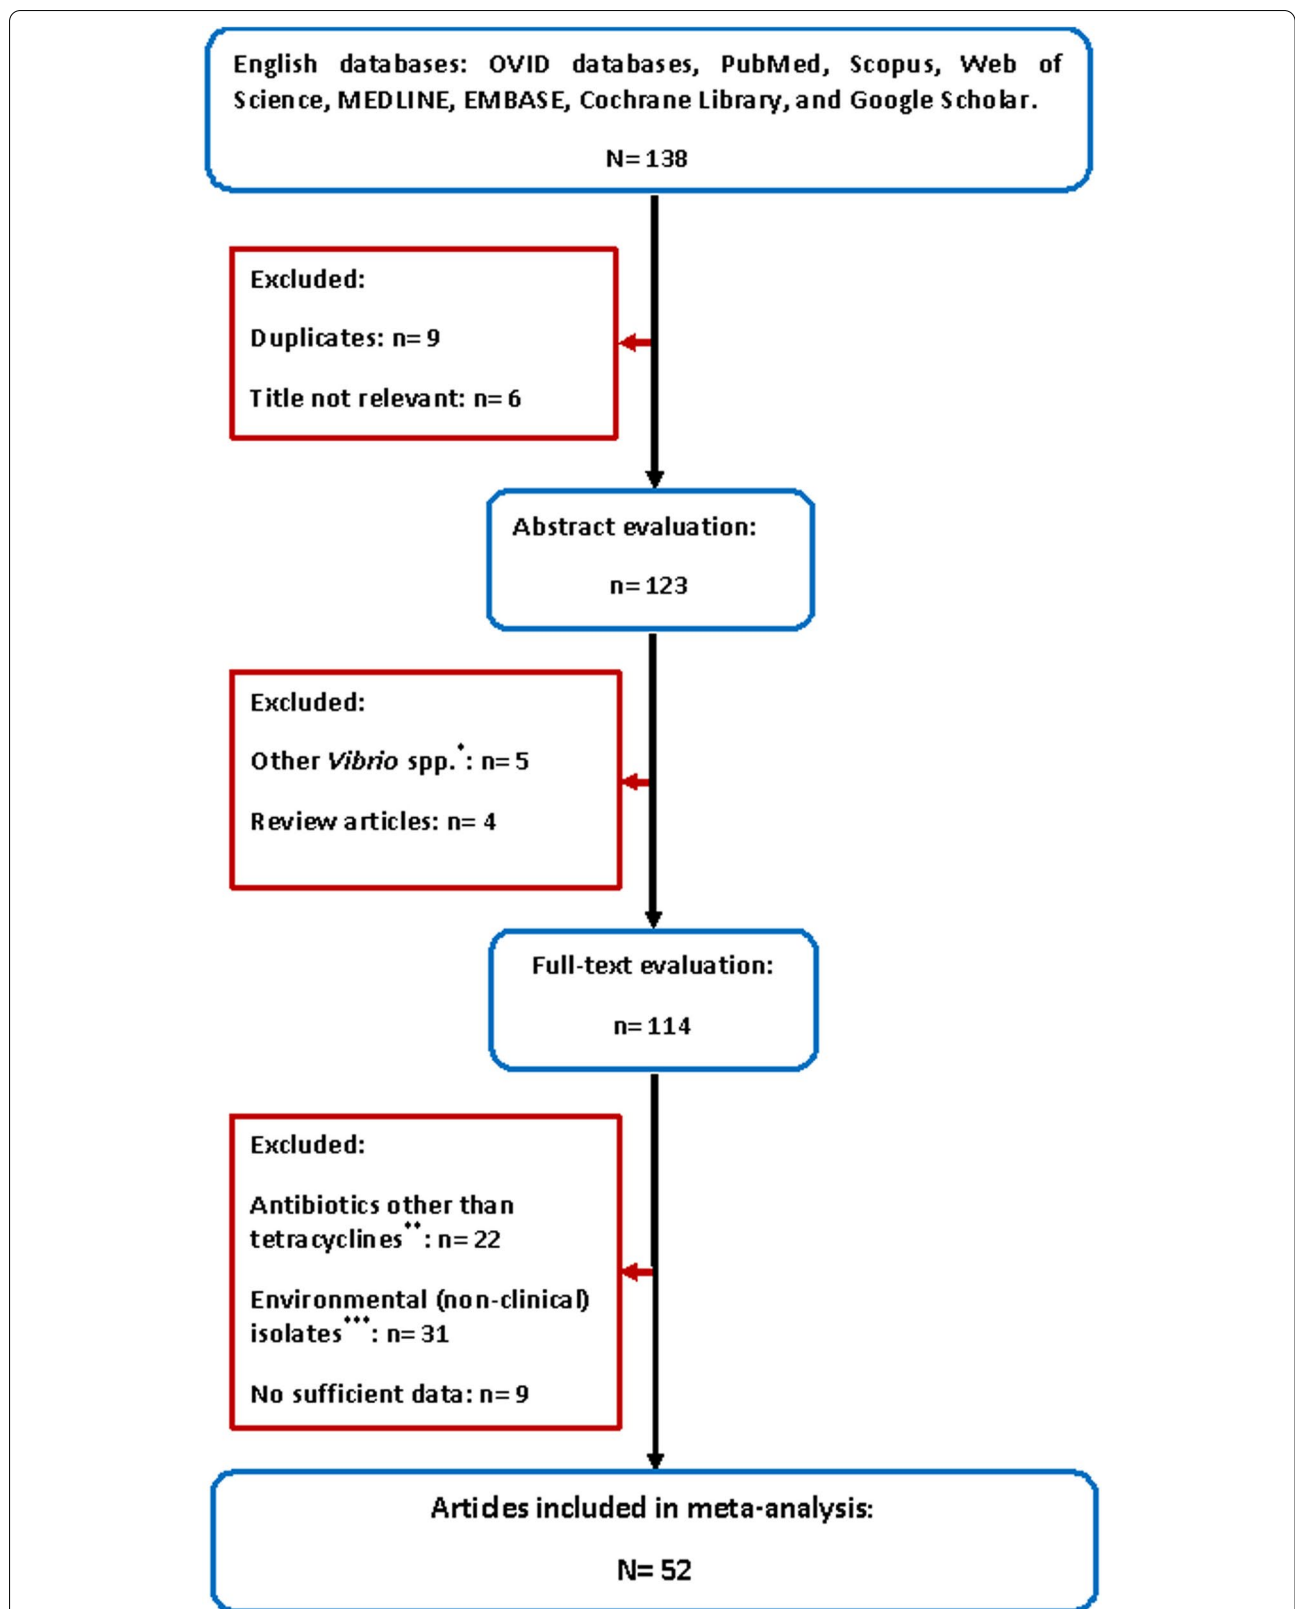 English databases: OVID databases, PubMed, Scopus, Web of
Science, MEDLINE, EMBASE, Cochrane Library, and Google Scholar.
N= 138
Excluded:
Duplicates: n= 9
Title not relevant: n= 6
Abstract evaluation:
n= 123
Excluded:
Other Vibrio spp.*: n= 5
Review articles: n= 4
Full-text evaluation:
n= 114
Excluded:
Antibiotics other than
tetracyclines**: n= 22
Environmental (non-clinical)
isolates***: n= 31
No sufficient data: n= 9
Articles included in meta-analysis:
N= 52